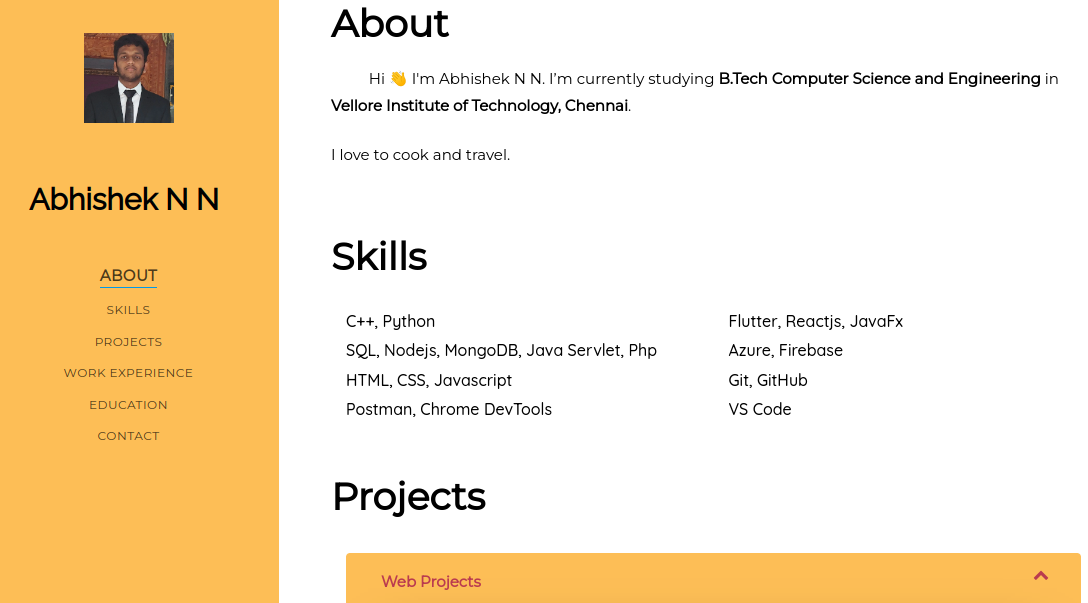 Abhishek N N
ABOUT
SKILLS
PROJECTS
WORK EXPERIENCE
EDUCATION
CONTACT
About
Hi 👋 I'm Abhishek N N. I’m currently studying B.Tech Computer Science and Engineering in
Vellore Institute of Technology, Chennai.
I love to cook and travel.
Skills
C++, Python
SQL, Nodejs, MongoDB, Java Servlet, Php
HTML, CSS, Javascript
Postman, Chrome DevTools
Flutter, Reactjs, JavaFx
Azure, Firebase
Git, GitHub
VS Code
Projects
Web Projects